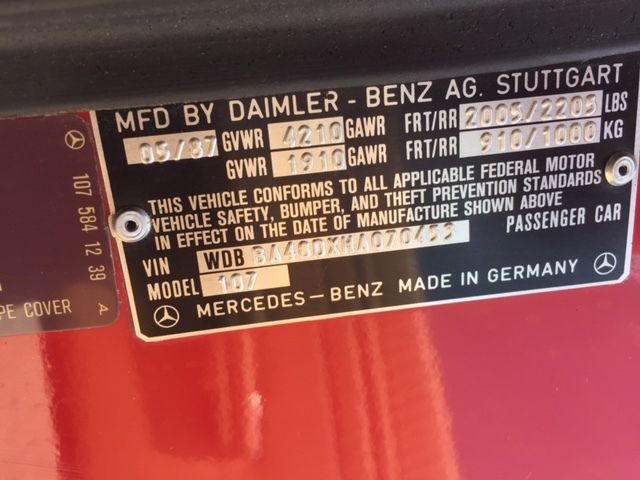 MFD BY DAIMLER - BENZ AG. STUTTGART
05/87 GVWR 4210 GAWR FRT/RR 2005/2205 LBS
GVWR 1910 GAWR FRT/RR 910/1000 KG
THIS VEHICLE CONFORMS TO ALL APPLICABLE FEDERAL MOTOR
VEHICLE SAFETY, BUMPER, AND THEFT PREVENTION STANDARDS
IN EFFECT ON THE DATE OF MANUFACTURE SHOWN ABOVE
PASSENGER CAR
VIN WDB BA48DXHA070453
MODEL 107
MERCEDES-BENZ MADE IN GERMANY
107 584 12 39 A
PE COVER